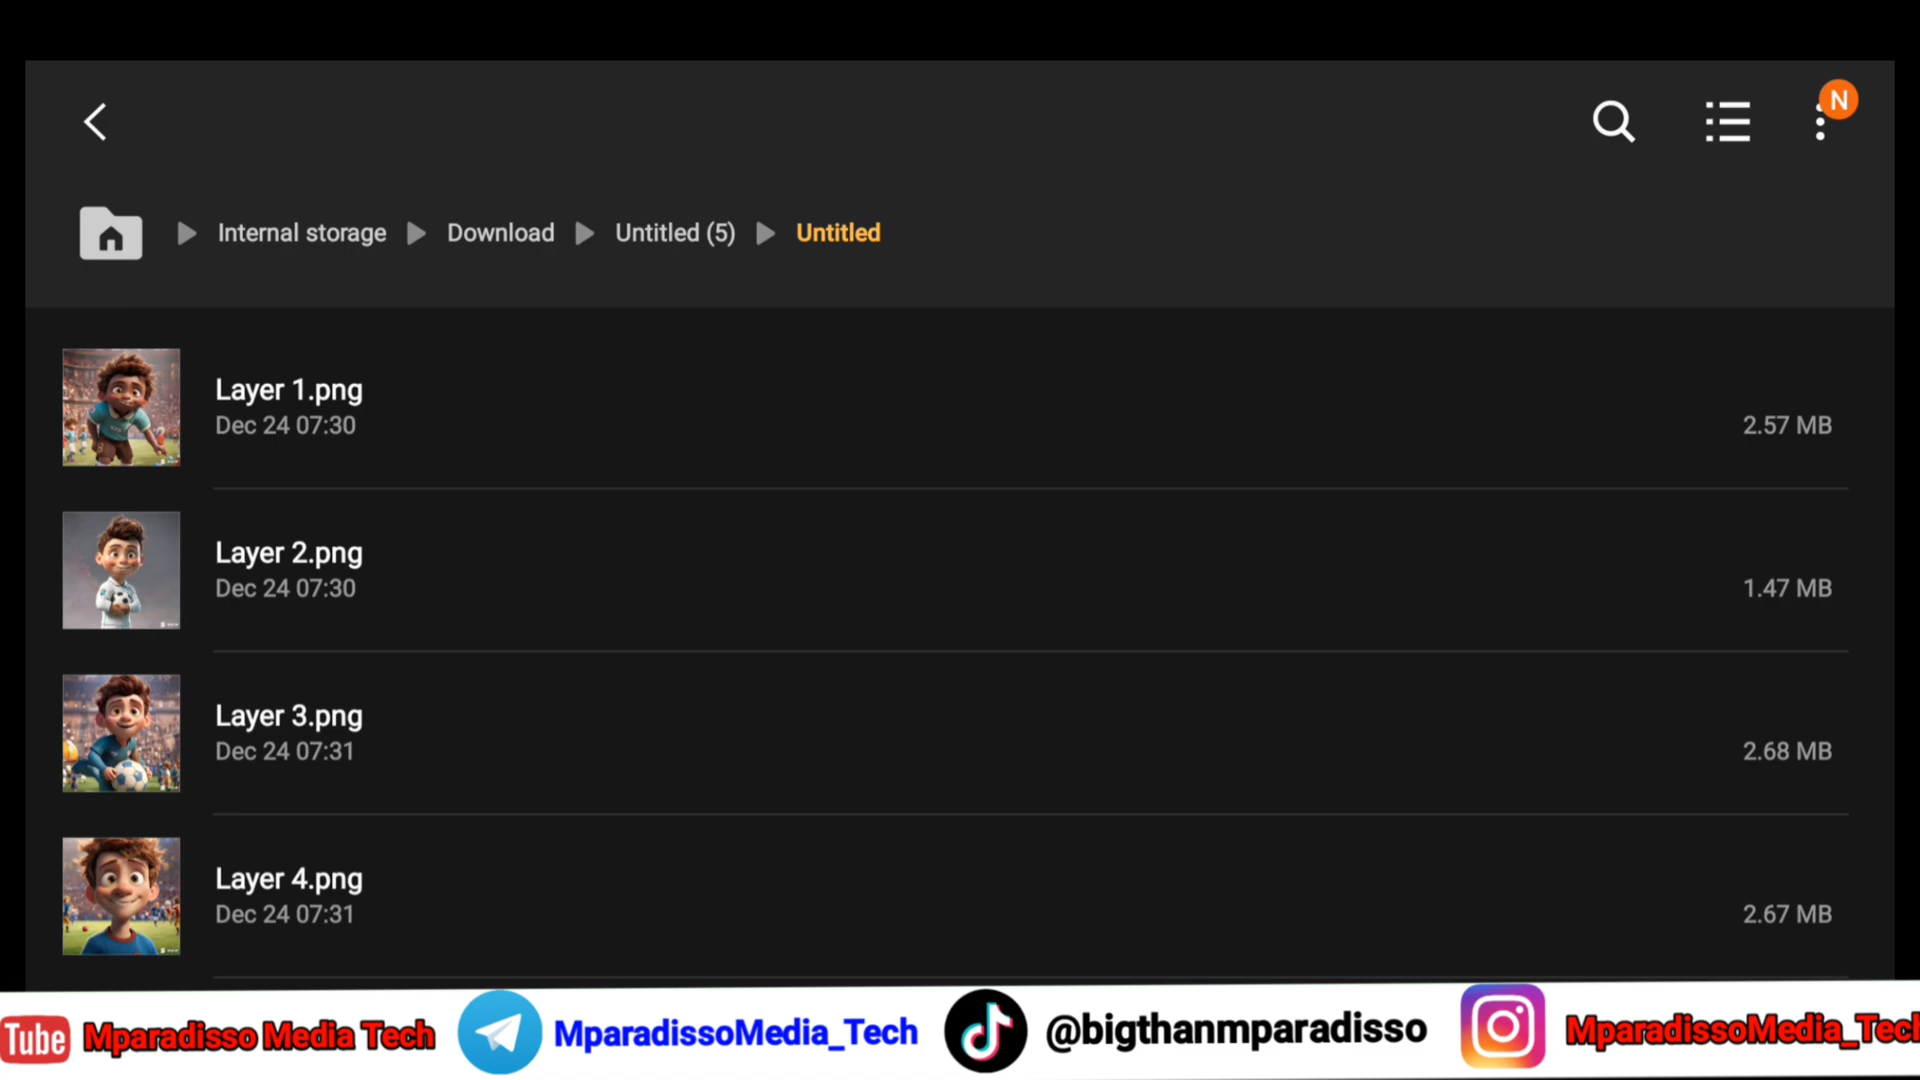 N
Internal storage Download Untitled (5) Untitled
Layer 1.png
Dec 24 07:30
2.57 MB
Layer 2.png
Dec 24 07:30
1.47 MB
Layer 3.png
Dec 24 07:31
2.68 MB
Layer 4.png
Dec 24 07:31
2.67 MB
Tube Mparadisso Media Tech MparadissoMedia_Tech @bigthanmparadisso MparadissoMedia_Tech